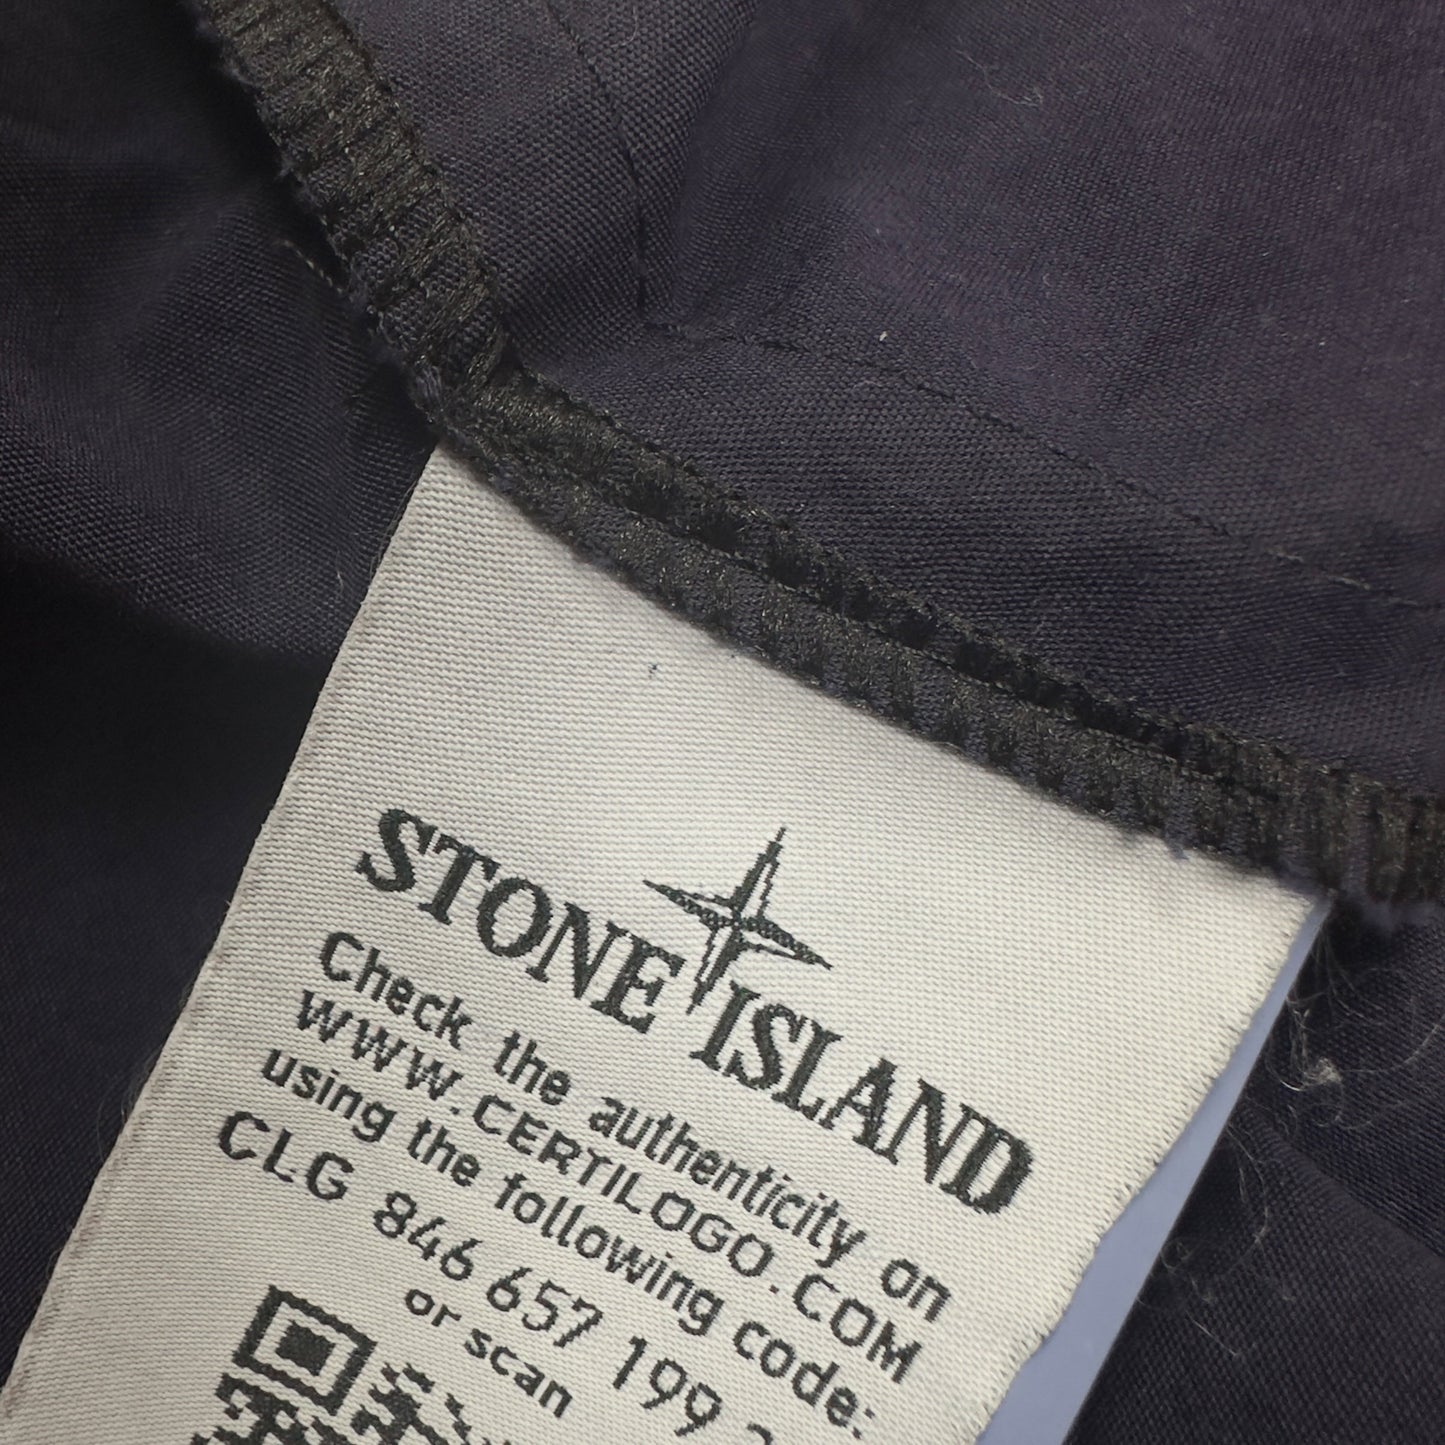 STONE ISLAND
Check the authenticity on
WWW.CERTILOGO.COM
using the following code:
CLG 846 657 199
or scan